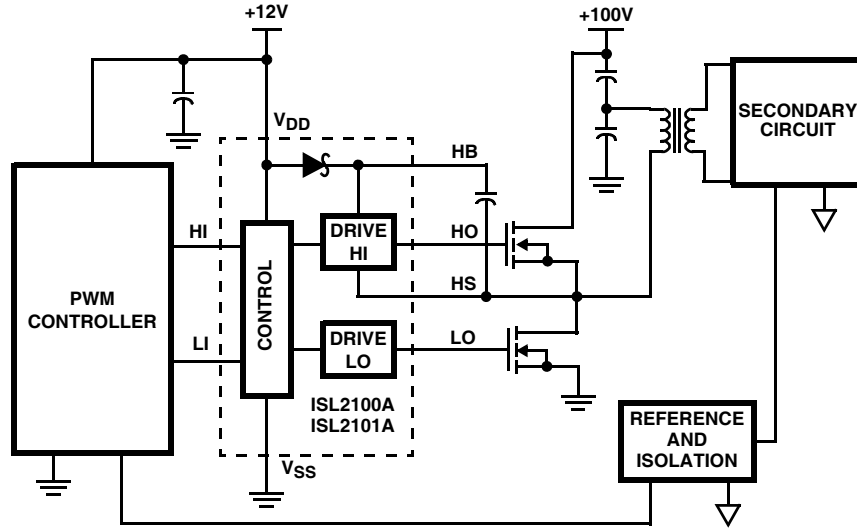 +12V
+100V
SECONDARY
CIRCUIT
VDD
HB
HI
DRIVE
HI
HO
HS
PWM
CONTROLLER
CONTROL
LI
DRIVE
LO
LO
ISL2100A
ISL2101A
REFERENCE
AND
ISOLATION
VSS